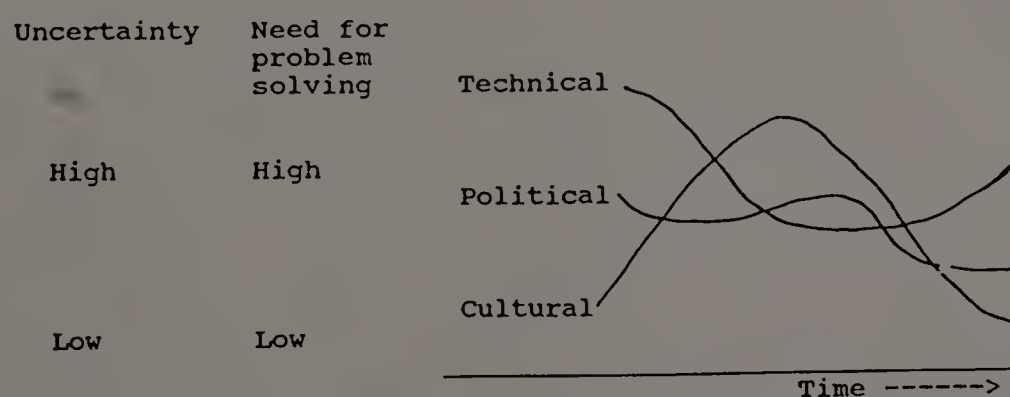 Uncertainty
Need for
problem
solving
Technical
High
High
Political
Cultural
Low
Low
Time ------>